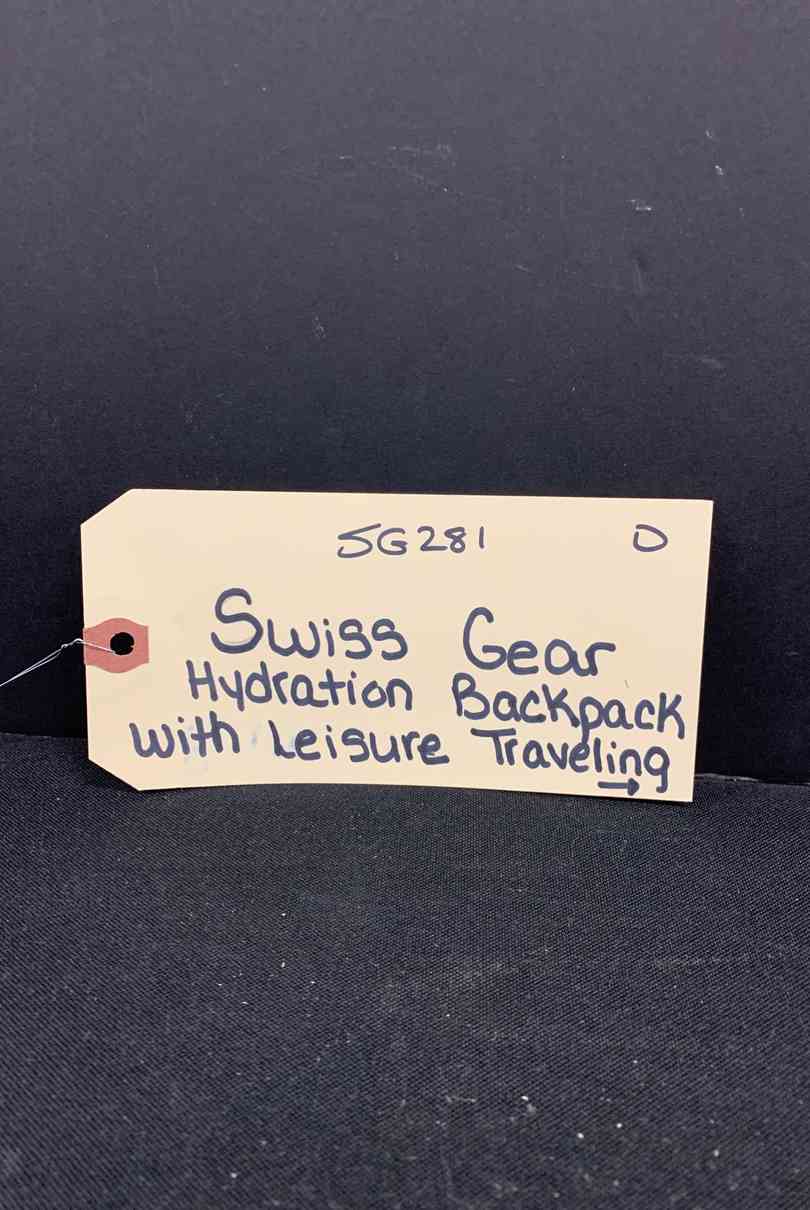 SG281 D
Swiss Gear
Hydration Backpack
with Leisure Traveling
→